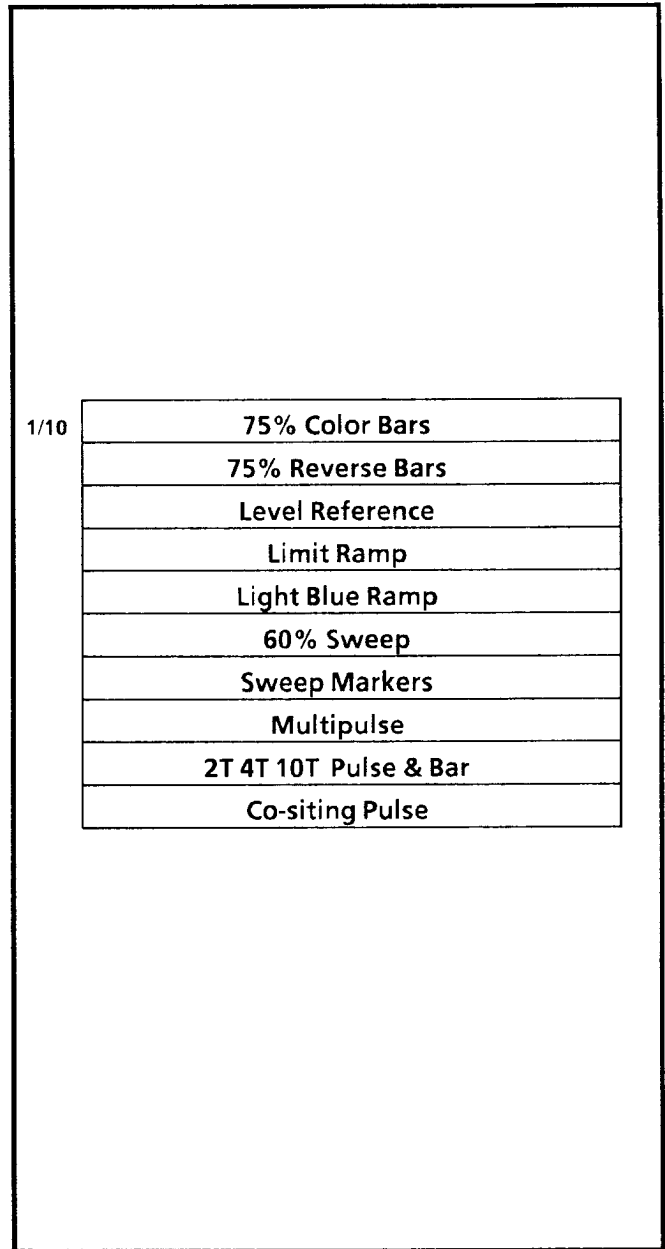 1/10 75% Color Bars
75% Reverse Bars
Level Reference
Limit Ramp
Light Blue Ramp
60% Sweep
Sweep Markers
Multipulse
2T 4T 10T Pulse & Bar
Co-siting Pulse